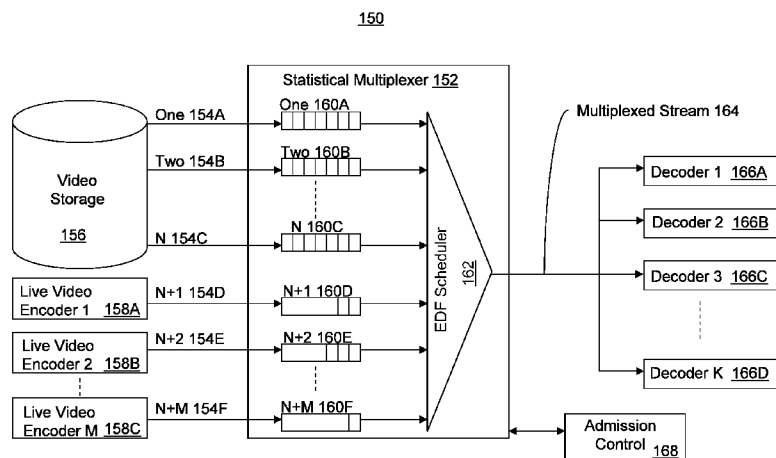 150
Statistical Multiplexer 152
One 154A
One 160A
Multiplexed Stream 164
Two 154B
Two 160B
Decoder 1 166A
Video
Storage
156
Decoder 2 166B
N 154C
N 160C
EDF Scheduler
162
Decoder 3 166C
Live Video
Encoder 1 158A
N+1 154D
N+1 160D
Live Video
Encoder 2 158B
N+2 154E
N+2 160E
Decoder K 166D
Live Video
Encoder M 158C
N+M 154F
N+M 160F
Admission
Control 168